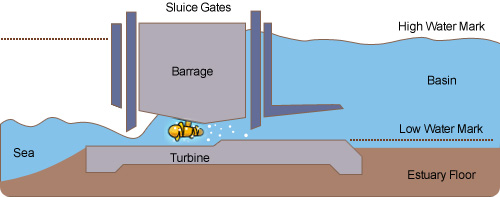 Sluice Gates
High Water Mark
Barrage
Basin
Low Water Mark
Sea
Turbine
Estuary Floor